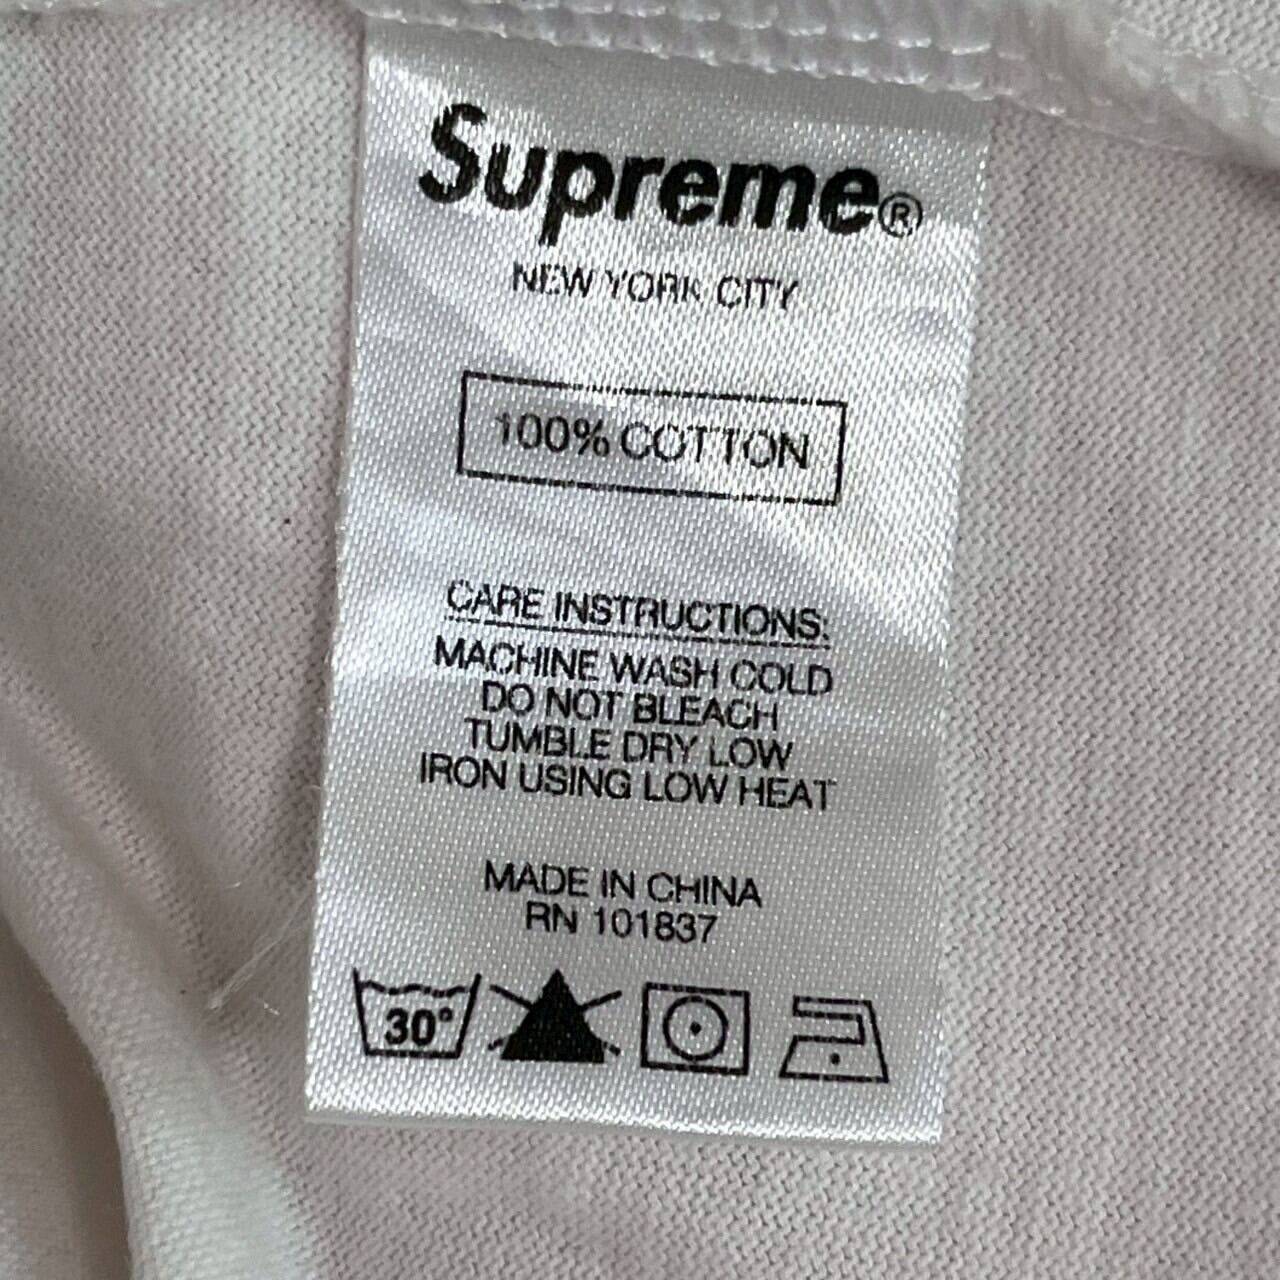 Supreme®
NEW YORK CITY
100% COTTON
CARE INSTRUCTIONS:
MACHINE WASH COLD
DO NOT BLEACH
TUMBLE DRY LOW
IRON USING LOW HEAT
MADE IN CHINA
RN 101837
30°